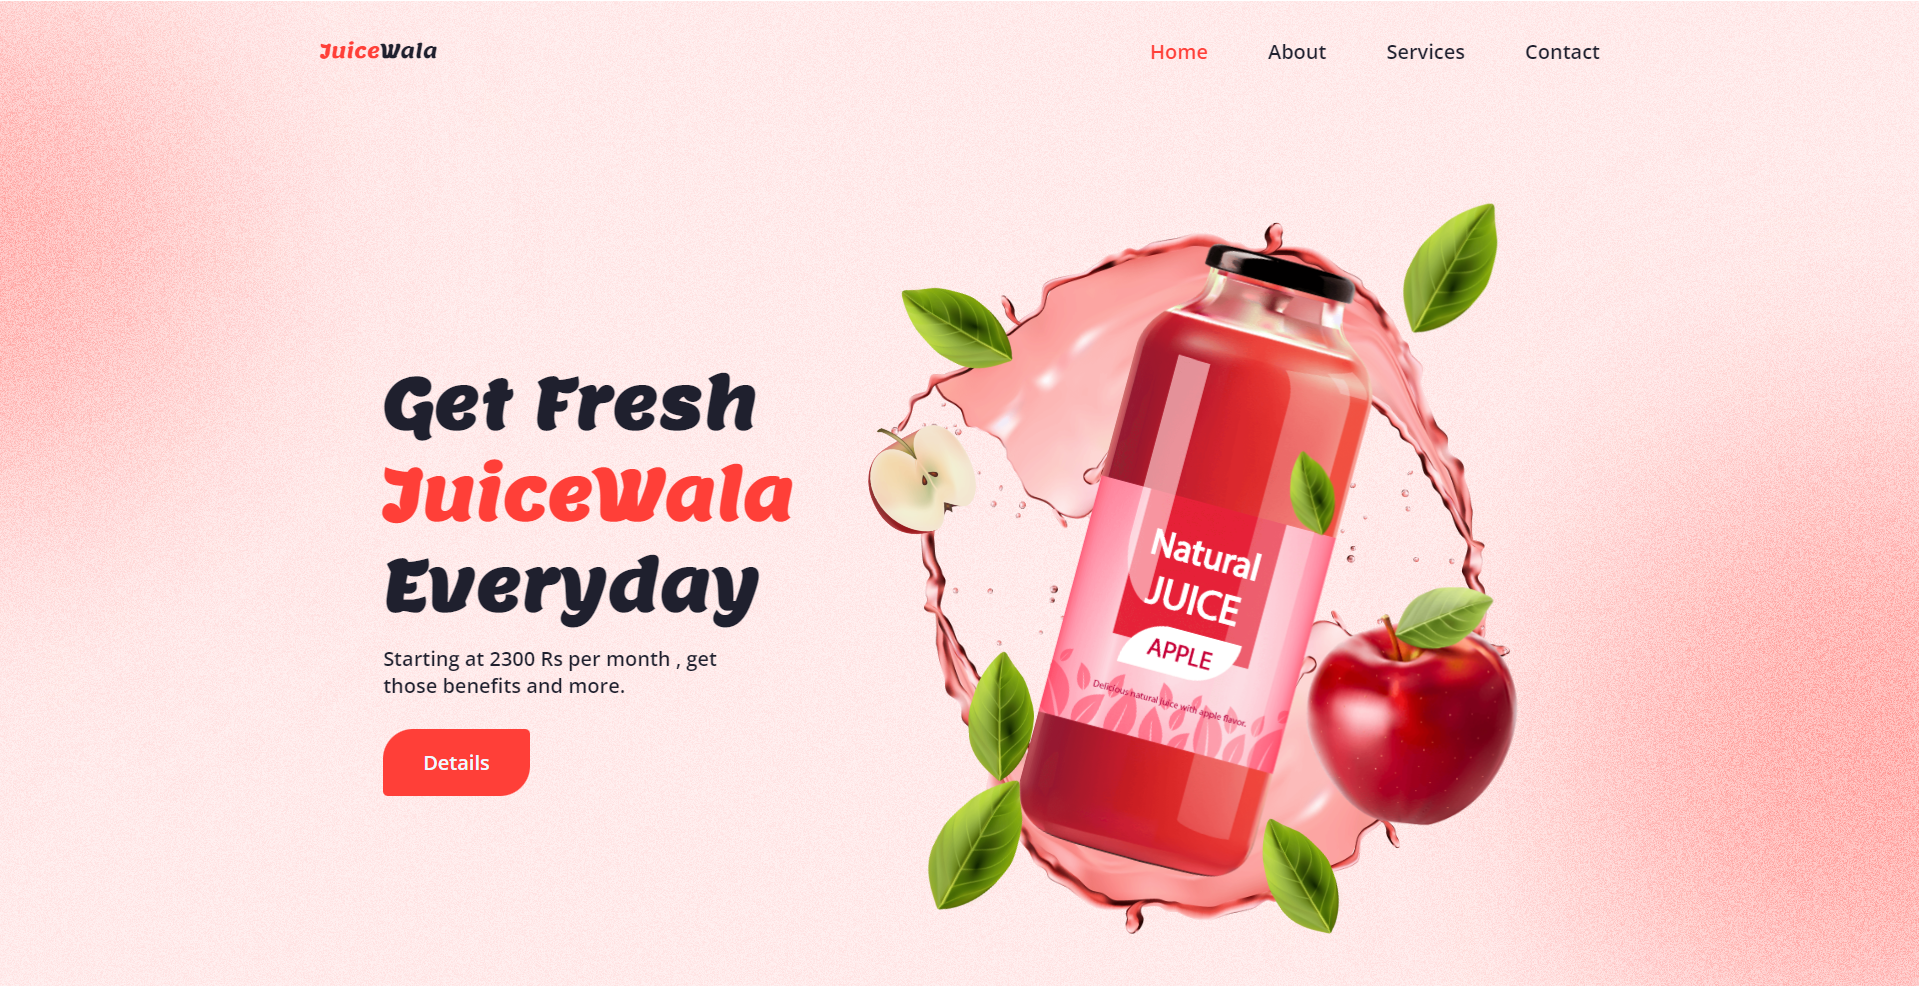 JuiceWala
Home About Services Contact
Get Fresh
JuiceWala
Everyday
Starting at 2300 Rs per month , get
those benefits and more.
Details
Natural
JUICE
APPLE
Delicious natural juice with apple flavor.